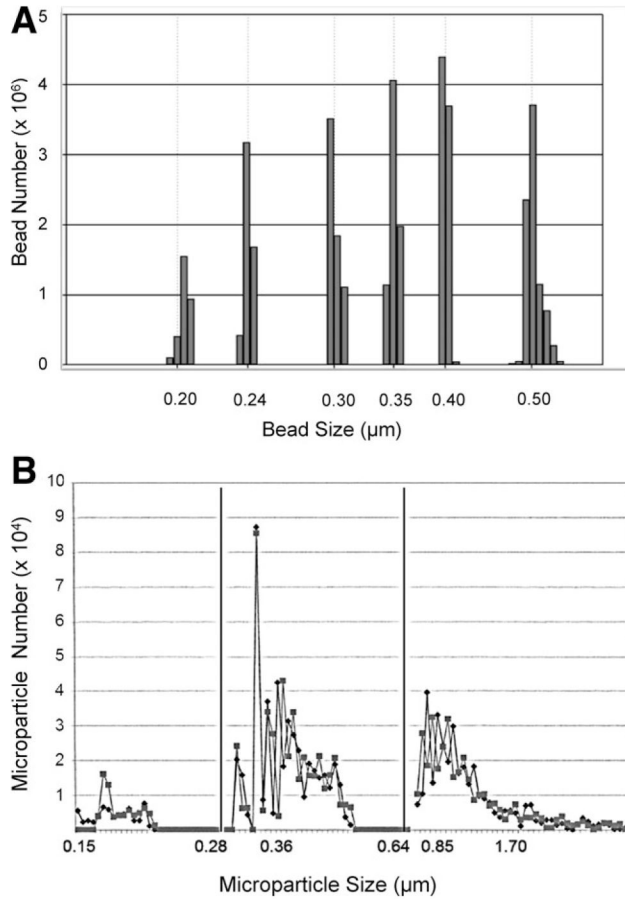 A
Bead Number (x 10⁶)
5
4
3
2
1
0
0.20 0.24 0.30 0.35 0.40 0.50
Bead Size (µm)
B
Microparticle Number (x 10⁴)
10
9
8
7
6
5
4
3
2
1
0.15 0.28 0.36 0.64 0.85 1.70
Microparticle Size (µm)